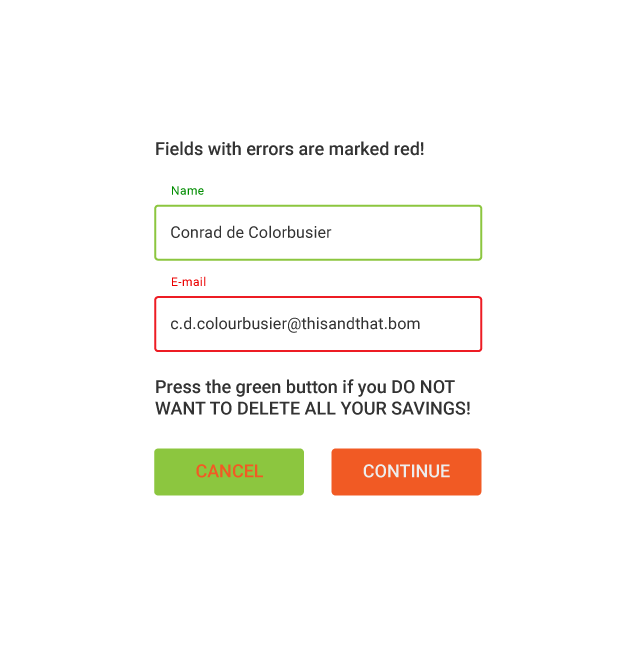 Fields with errors are marked red!
Name
Conrad de Colorbusier
E-mail
c.d.colourbusier@thisandthat.bom
Press the green button if you DO NOT
WANT TO DELETE ALL YOUR SAVINGS!
CANCEL
CONTINUE